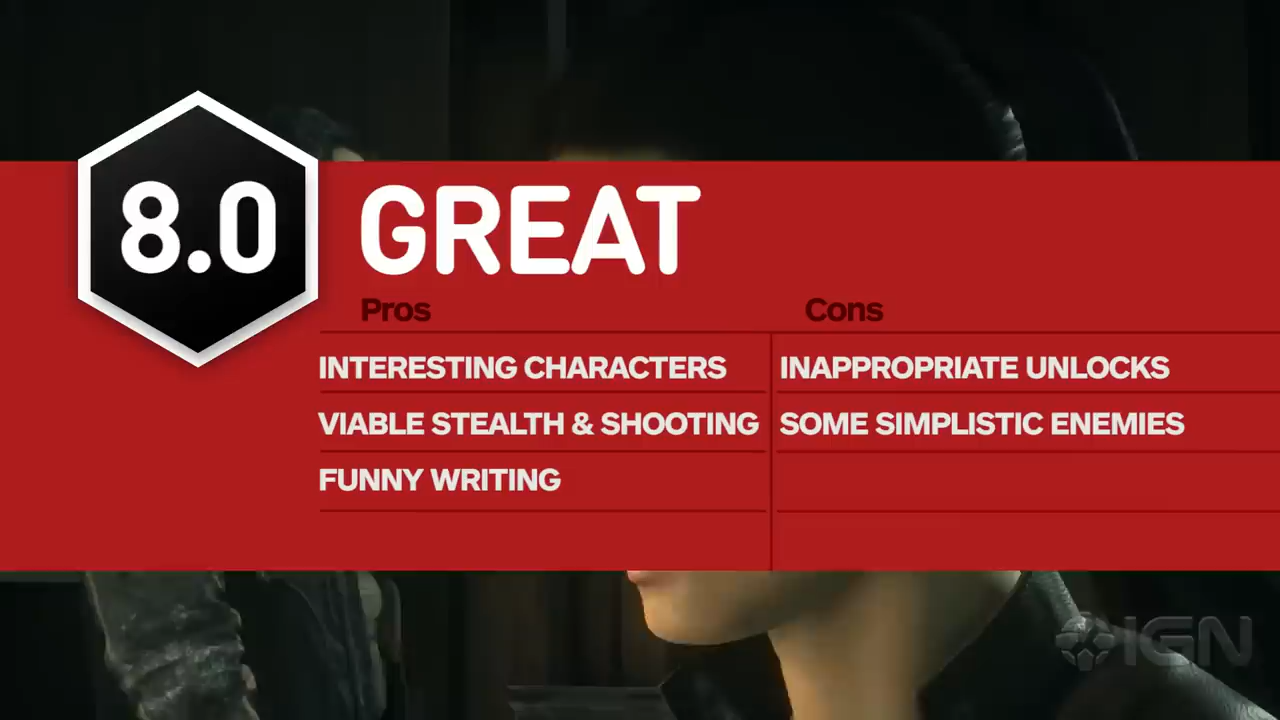 8.0
GREAT
Pros
Cons
INTERESTING CHARACTERS
INAPPROPRIATE UNLOCKS
VIABLE STEALTH & SHOOTING
SOME SIMPLISTIC ENEMIES
FUNNY WRITING
IGN